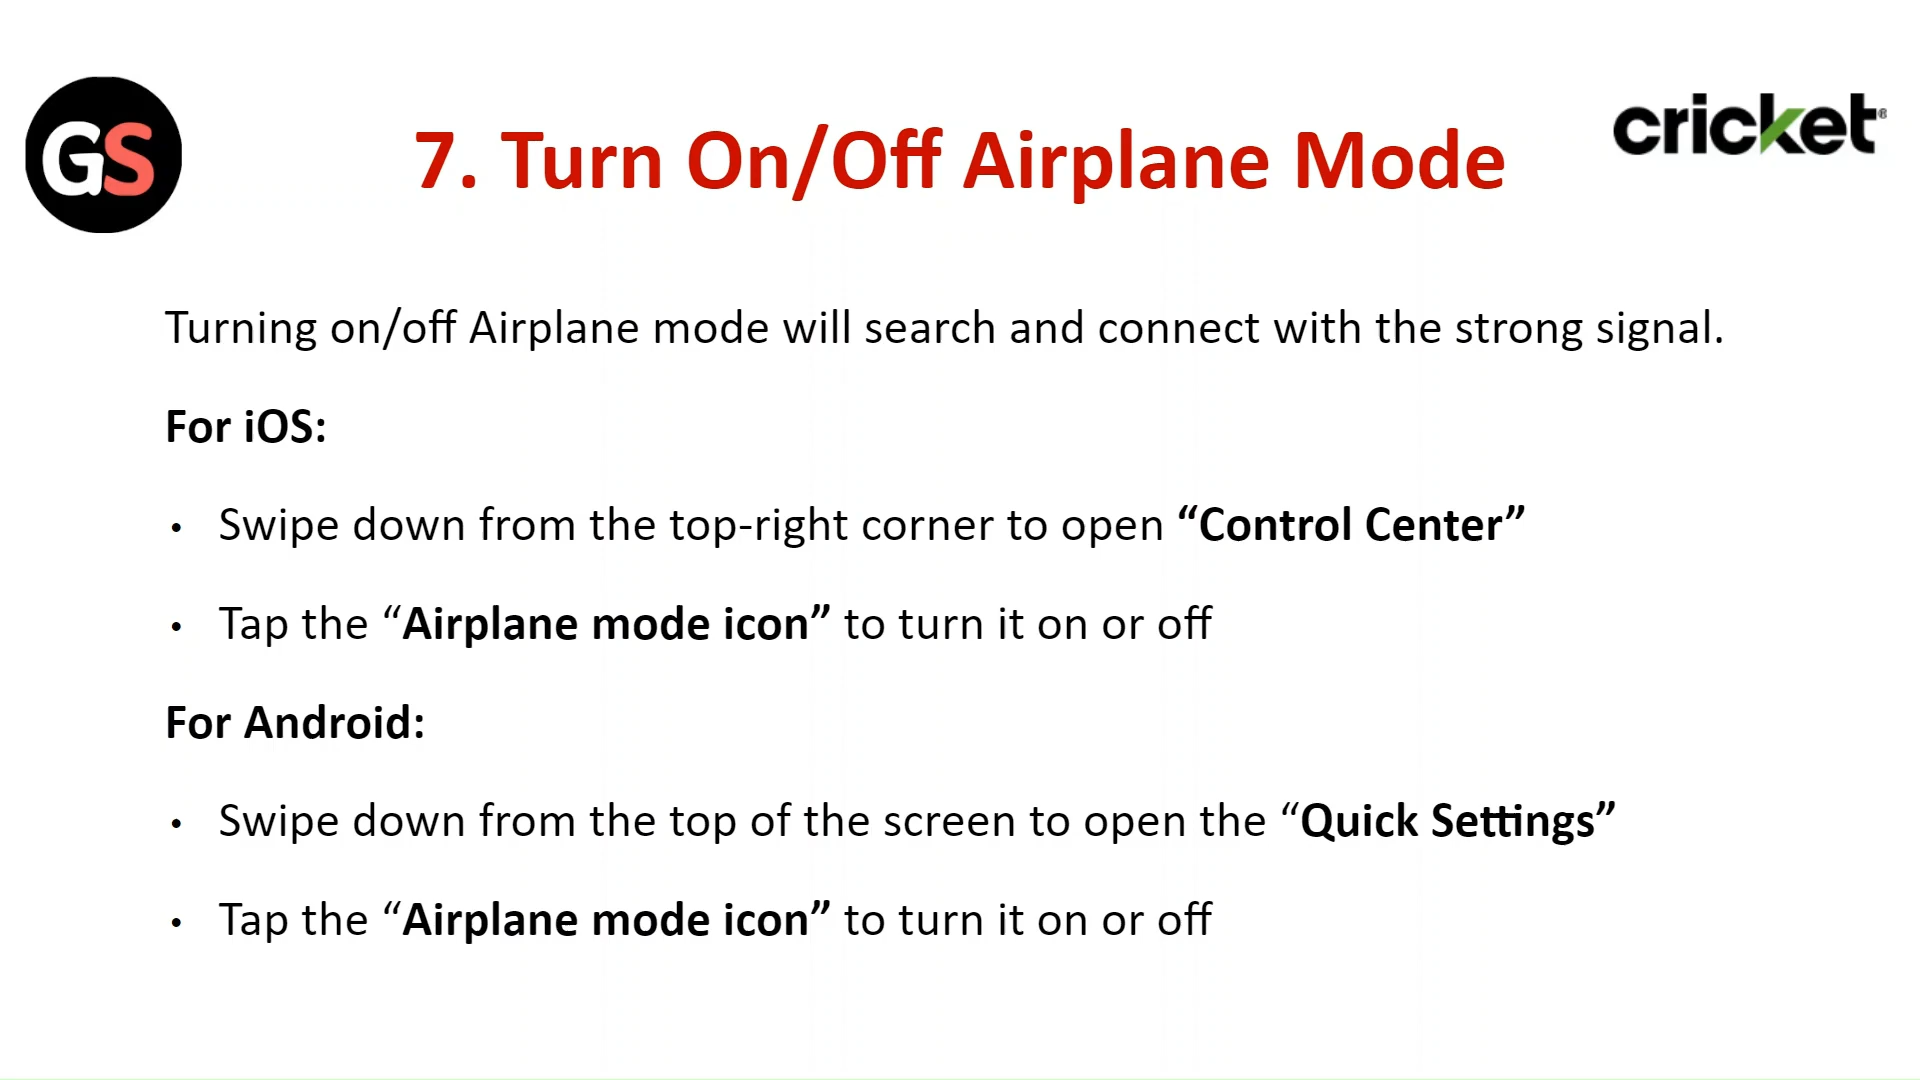 GS
cricket®
7. Turn On/Off Airplane Mode
Turning on/off Airplane mode will search and connect with the strong signal.
For iOS:
• Swipe down from the top-right corner to open “Control Center”
• Tap the “Airplane mode icon” to turn it on or off
For Android:
• Swipe down from the top of the screen to open the “Quick Settings”
• Tap the “Airplane mode icon” to turn it on or off